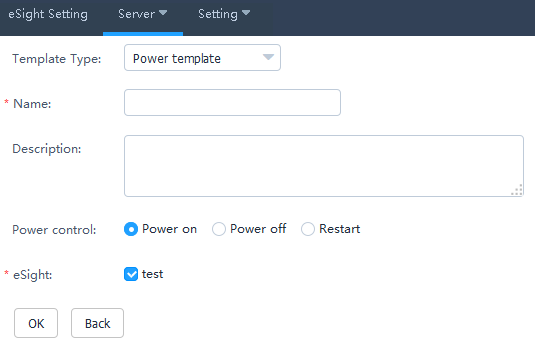 eSight Setting Server Setting
Template Type: Power template
* Name:
Description:
Power control: Power on Power off Restart
* eSight: test
OK Back